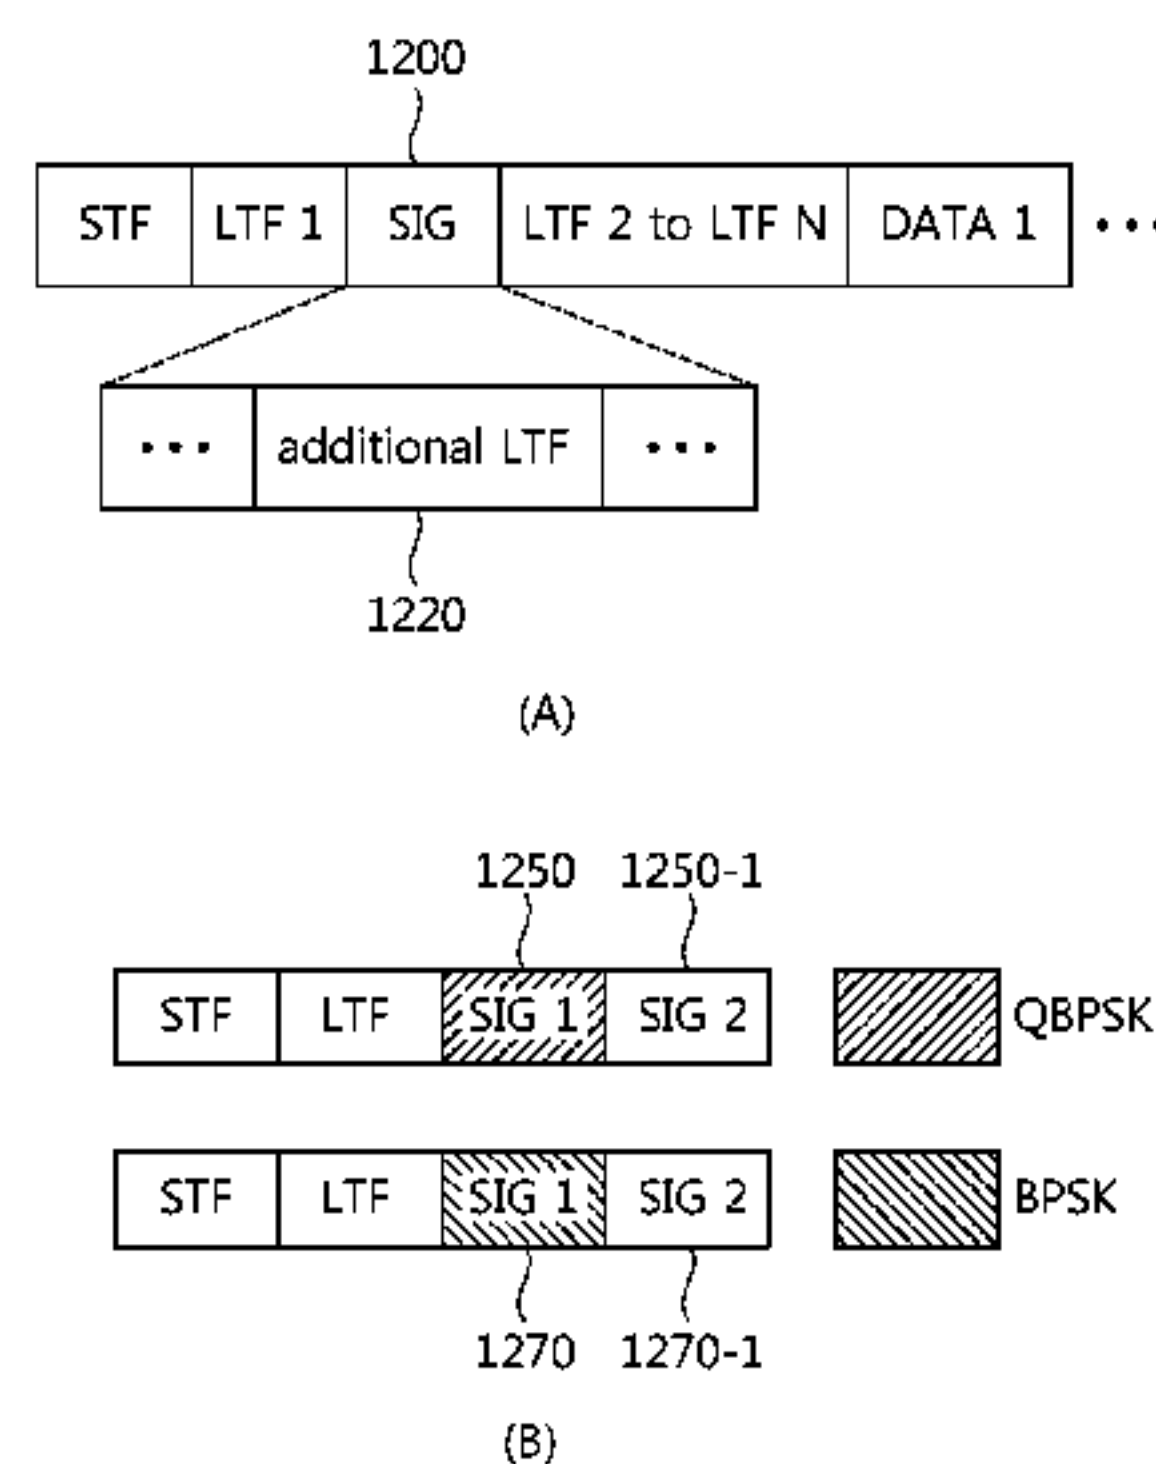 1200
STF LTF 1 SIG LTF 2 to LTF N DATA 1 •••
••• additional LTF •••
1220
(A)
1250 1250-1
STF LTF SIG 1 SIG 2 QBPSK
STF LTF SIG 1 SIG 2 BPSK
1270 1270-1
(B)